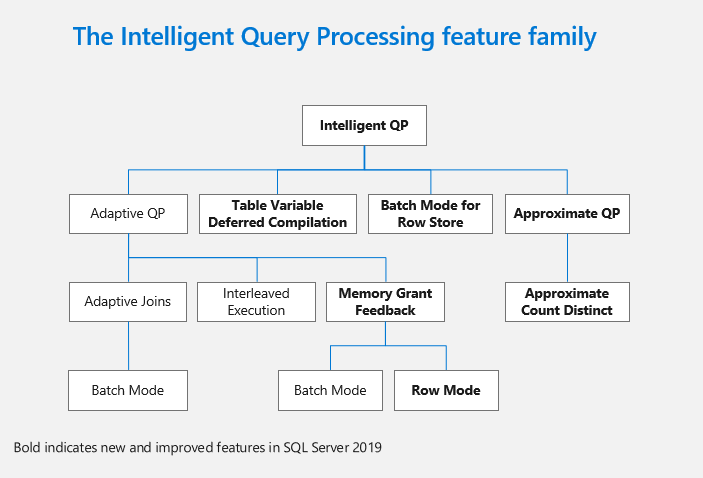 The Intelligent Query Processing feature family
Intelligent QP
Adaptive QP
Table Variable
Deferred Compilation
Batch Mode for
Row Store
Approximate QP
Adaptive Joins
Interleaved
Execution
Memory Grant
Feedback
Approximate
Count Distinct
Batch Mode
Batch Mode
Row Mode
Bold indicates new and improved features in SQL Server 2019